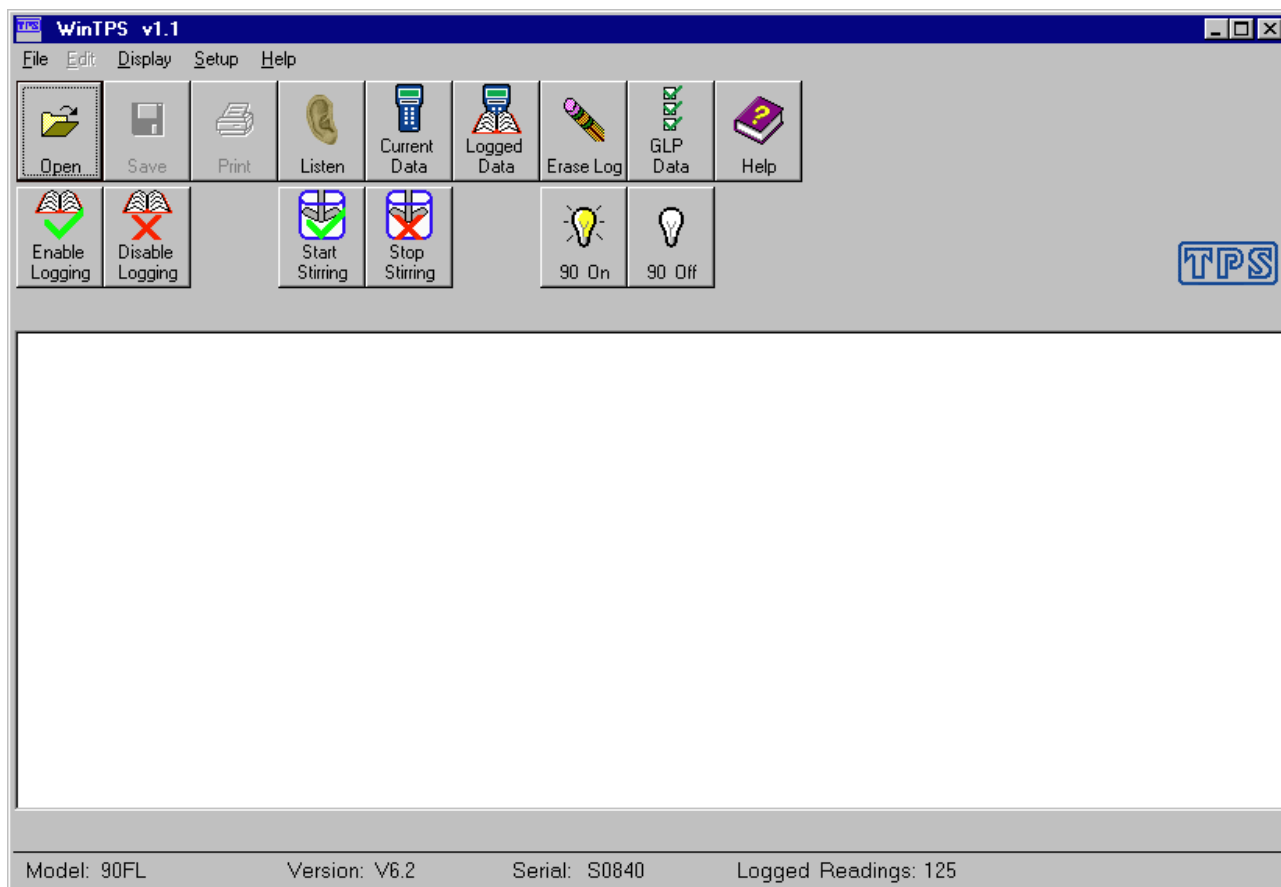 TPS WinTPS v1.1
File Edit Display Setup Help
Open Save Print Listen Current Data Logged Data Erase Log GLP Data Help
Enable Logging Disable Logging Start Stirring Stop Stirring 90 On 90 Off
TPS
Model: 90FL Version: V6.2 Serial: S0840 Logged Readings: 125